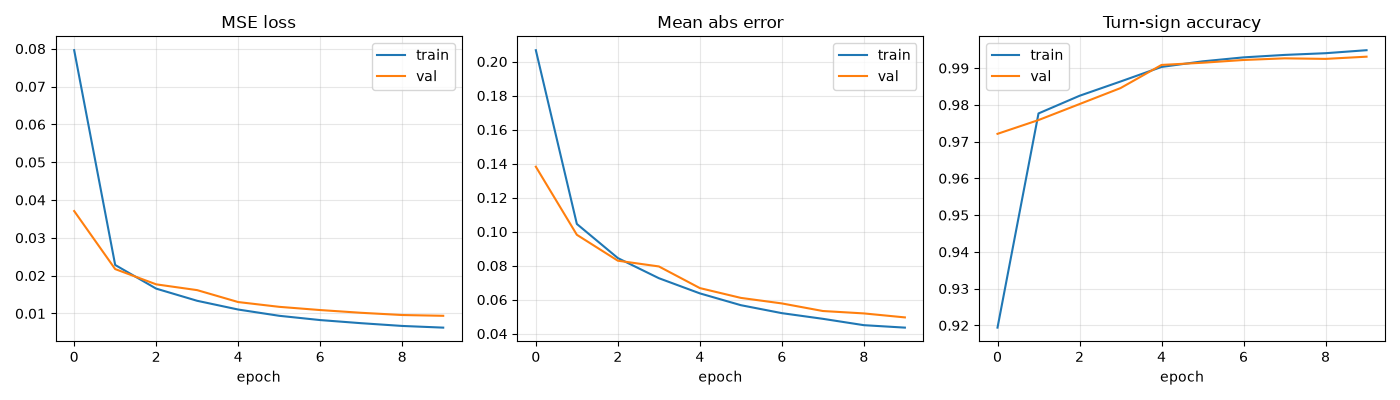 MSE loss
0.08
0.07
0.06
0.05
0.04
0.03
0.02
0.01
0 2 4 6 8
epoch
train
val
Mean abs error
0.20
0.18
0.16
0.14
0.12
0.10
0.08
0.06
0.04
0 2 4 6 8
epoch
train
val
Turn-sign accuracy
0.99
0.98
0.97
0.96
0.95
0.94
0.93
0.92
0 2 4 6 8
epoch
train
val